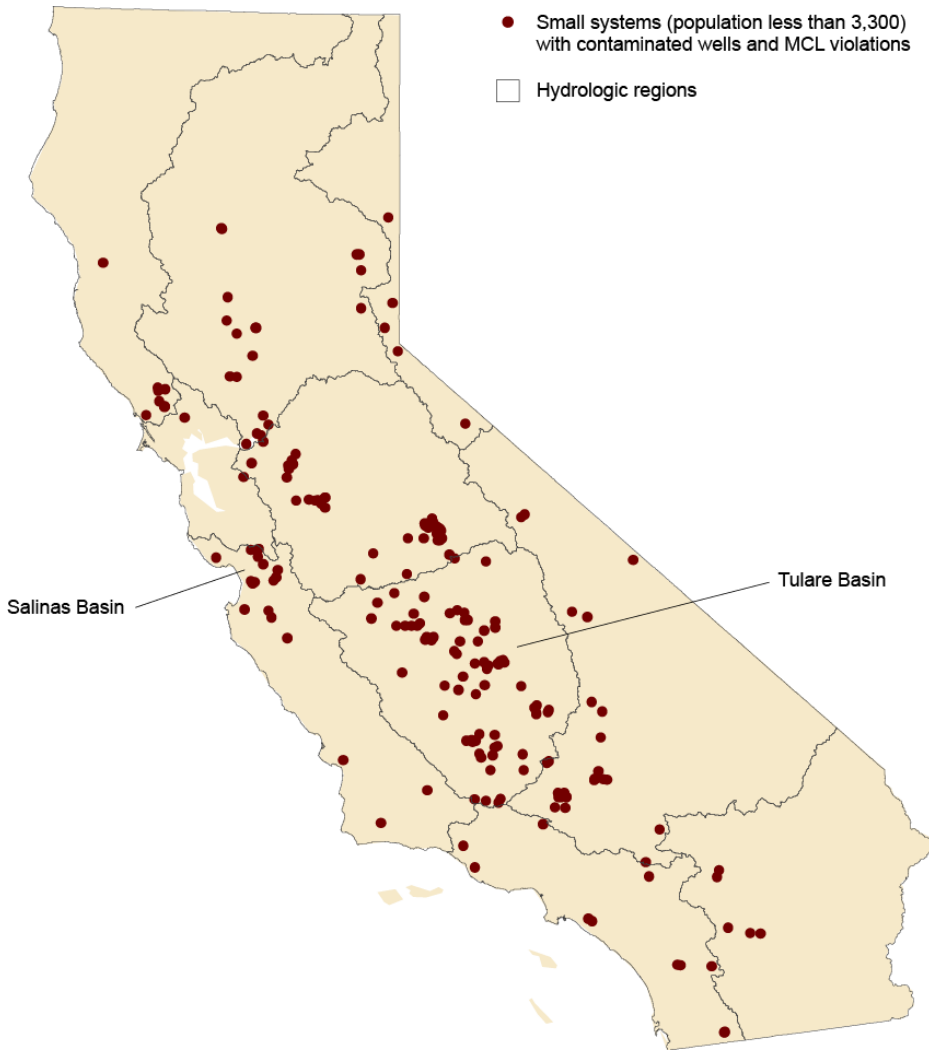 Small systems (population less than 3,300)
with contaminated wells and MCL violations
Hydrologic regions
Salinas Basin
Tulare Basin